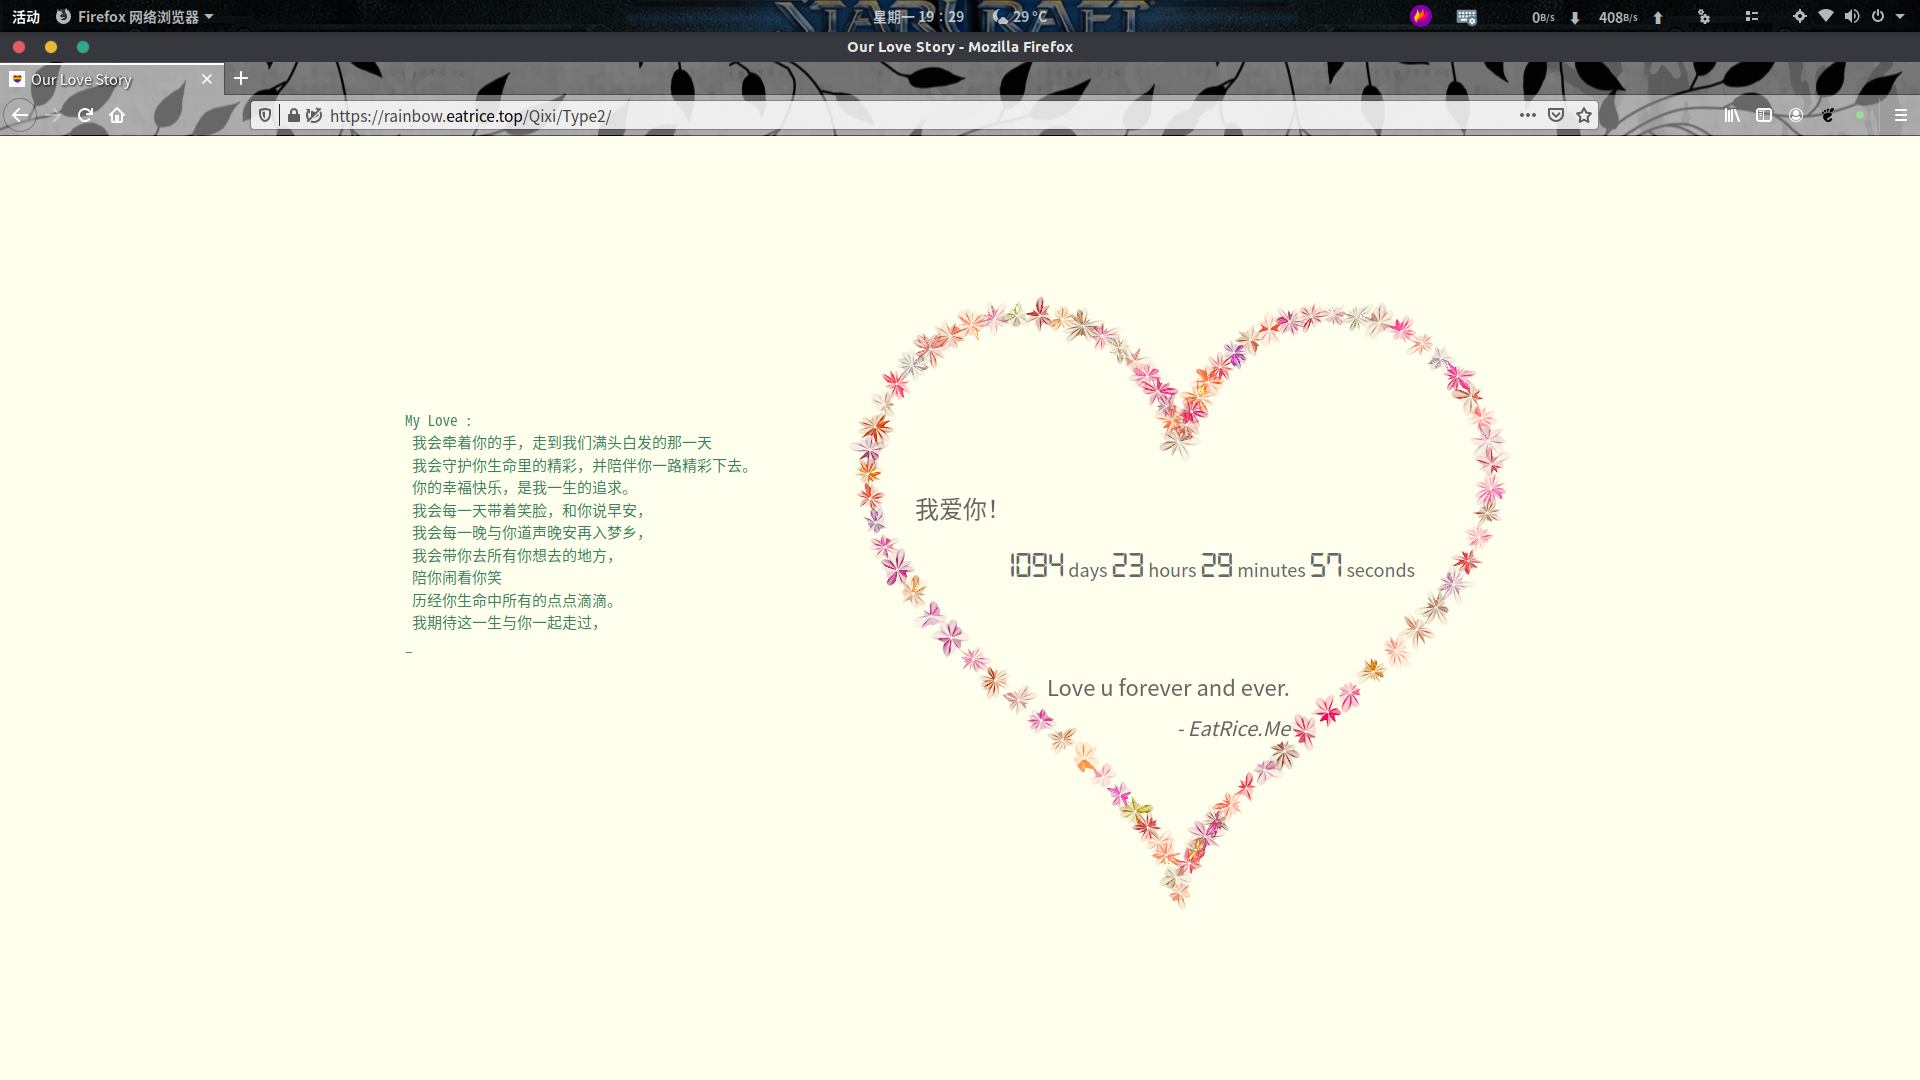 活动 Firefox 网络浏览器 星期一 19：29 29 °C 0B/s 408B/s
Our Love Story - Mozilla Firefox
Our Love Story
https://rainbow.eatrice.top/Qixi/Type2/
My Love :
我会牵着你的手，走到我们满头白发的那一天
我会守护你生命里的精彩，并陪伴你一路精彩下去。
你的幸福快乐，是我一生的追求。
我会每一天带着笑脸，和你说早安，
我会每一晚与你道声晚安再入梦乡，
我会带你去所有你想去的地方，
陪你闹看你笑
历经你生命中所有的点点滴滴。
我期待这一生与你一起走过，
_
我爱你！
1094 days 23 hours 29 minutes 57 seconds
Love u forever and ever.
- EatRice.Me